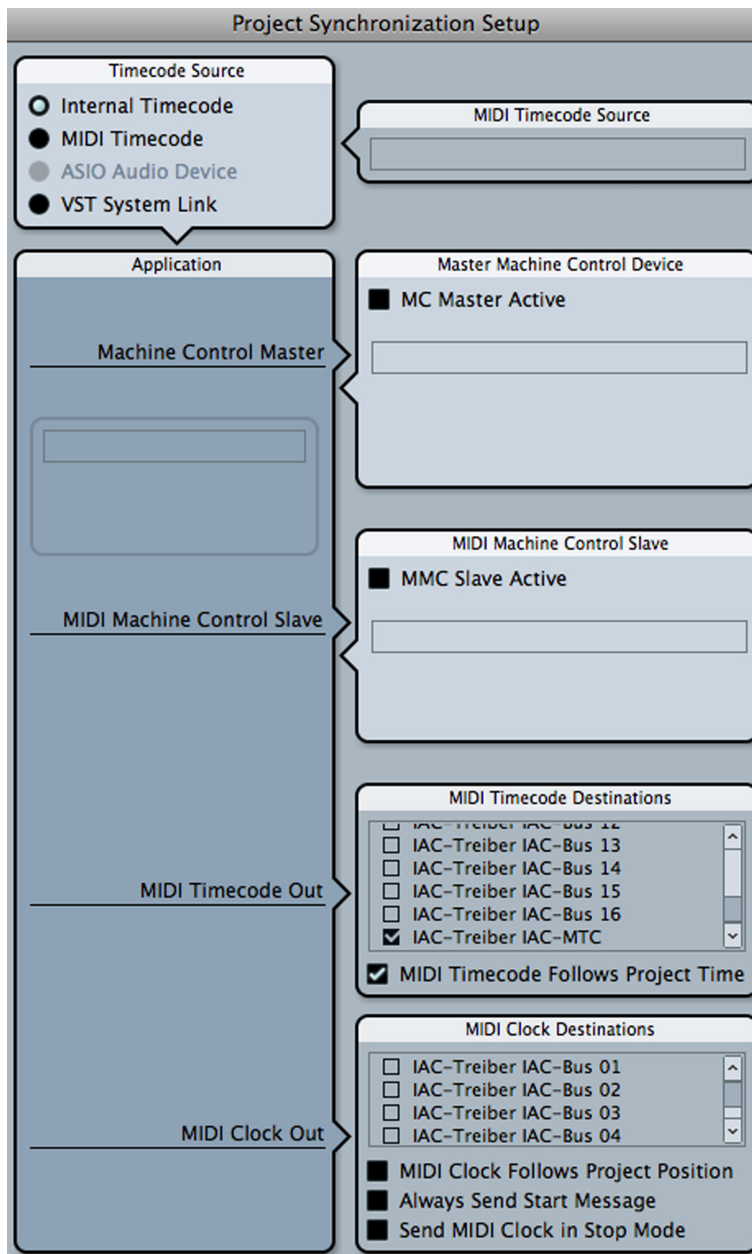 Project Synchronization Setup
Timecode Source
Internal Timecode
MIDI Timecode
ASIO Audio Device
VST System Link
MIDI Timecode Source
Application
Machine Control Master
MIDI Machine Control Slave
MIDI Timecode Out
MIDI Clock Out
Master Machine Control Device
MC Master Active
MIDI Machine Control Slave
MMC Slave Active
MIDI Timecode Destinations
IAC-Treiber IAC-Bus 12
IAC-Treiber IAC-Bus 13
IAC-Treiber IAC-Bus 14
IAC-Treiber IAC-Bus 15
IAC-Treiber IAC-Bus 16
IAC-Treiber IAC-MTC
MIDI Timecode Follows Project Time
MIDI Clock Destinations
IAC-Treiber IAC-Bus 01
IAC-Treiber IAC-Bus 02
IAC-Treiber IAC-Bus 03
IAC-Treiber IAC-Bus 04
MIDI Clock Follows Project Position
Always Send Start Message
Send MIDI Clock in Stop Mode